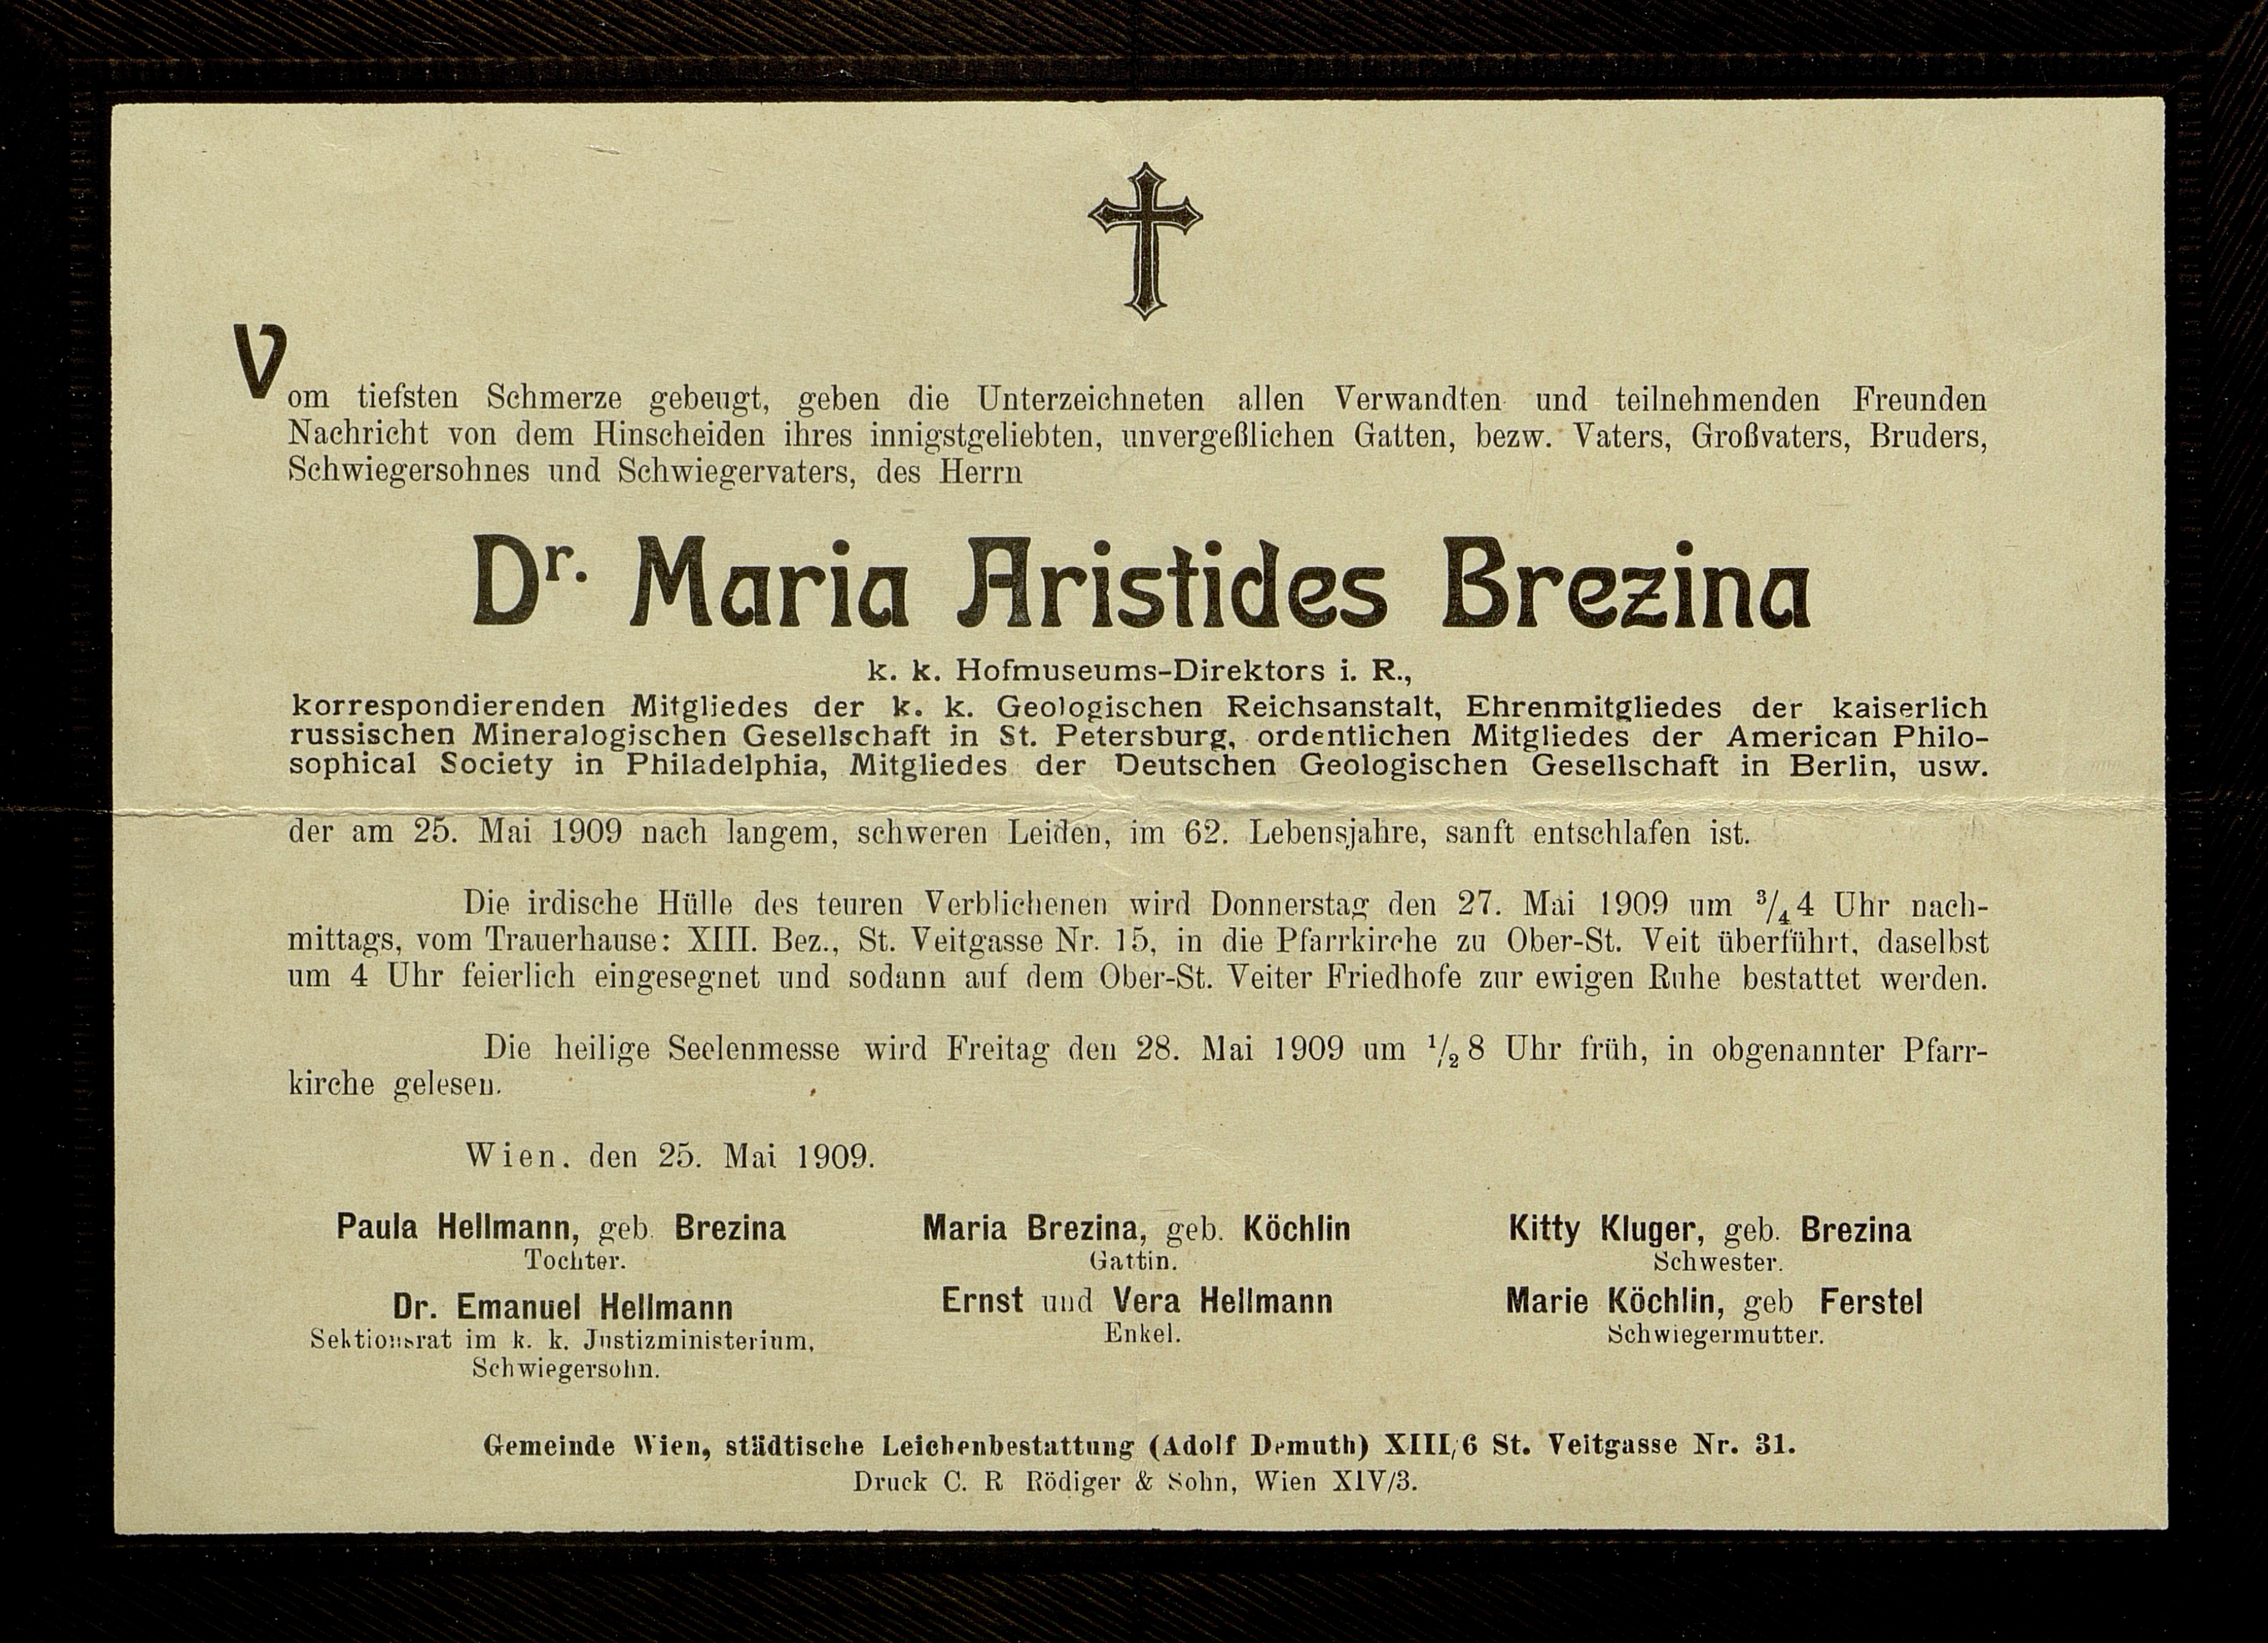 Vom tiefsten Schmerze gebeugt, geben die Unterzeichneten allen Verwandten und teilnehmenden Freunden
Nachricht von dem Hinscheiden ihres innigstgeliebten, unvergeßlichen Gatten, bezw. Vaters, Großvaters, Bruders,
Schwiegersohnes und Schwiegervaters, des Herrn
Dr. Maria Aristides Brezina
k. k. Hofmuseums-Direktors i. R.,
korrespondierenden Mitgliedes der k. k. Geologischen Reichsanstalt, Ehrenmitgliedes der kaiserlich
russischen Mineralogischen Gesellschaft in St. Petersburg, ordentlichen Mitgliedes der American Philo-
sophical Society in Philadelphia, Mitgliedes der Deutschen Geologischen Gesellschaft in Berlin, usw.
der am 25. Mai 1909 nach langem, schweren Leiden, im 62. Lebensjahre, sanft entschlafen ist.
Die irdische Hülle des teuren Verblichenen wird Donnerstag den 27. Mai 1909 um 3/4 4 Uhr nach-
mittags, vom Trauerhause: XIII. Bez., St. Veitgasse Nr. 15, in die Pfarrkirche zu Ober-St. Veit überführt, daselbst
um 4 Uhr feierlich eingesegnet und sodann auf dem Ober-St. Veiter Friedhofe zur ewigen Ruhe bestattet werden.
Die heilige Seelenmesse wird Freitag den 28. Mai 1909 um 1/2 8 Uhr früh, in obgenannter Pfarr-
kirche gelesen.
Wien, den 25. Mai 1909.
Paula Hellmann, geb. Brezina
Tochter.
Dr. Emanuel Hellmann
Sektionsrat im k. k. Justizministerium,
Schwiegersohn.
Maria Brezina, geb. Köchlin
Gattin.
Ernst und Vera Hellmann
Enkel.
Kitty Kluger, geb. Brezina
Schwester.
Marie Köchlin, geb Ferstel
Schwiegermutter.
Gemeinde Wien, städtische Leichenbestattung (Adolf Demuth) XIII/6 St. Veitgasse Nr. 31.
Druck C. R Rödiger & Sohn, Wien XIV/3.